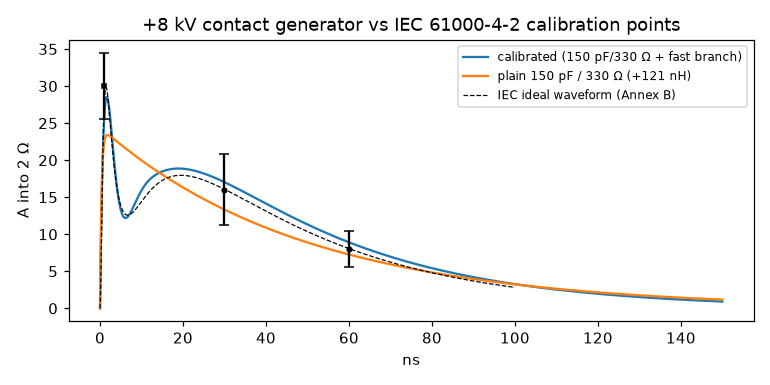 +8 kV contact generator vs IEC 61000-4-2 calibration points
calibrated (150 pF/330 Ω + fast branch)
plain 150 pF / 330 Ω (+121 nH)
IEC ideal waveform (Annex B)
A into 2 Ω
35
30
25
20
15
10
5
0
0 20 40 60 80 100 120 140
ns